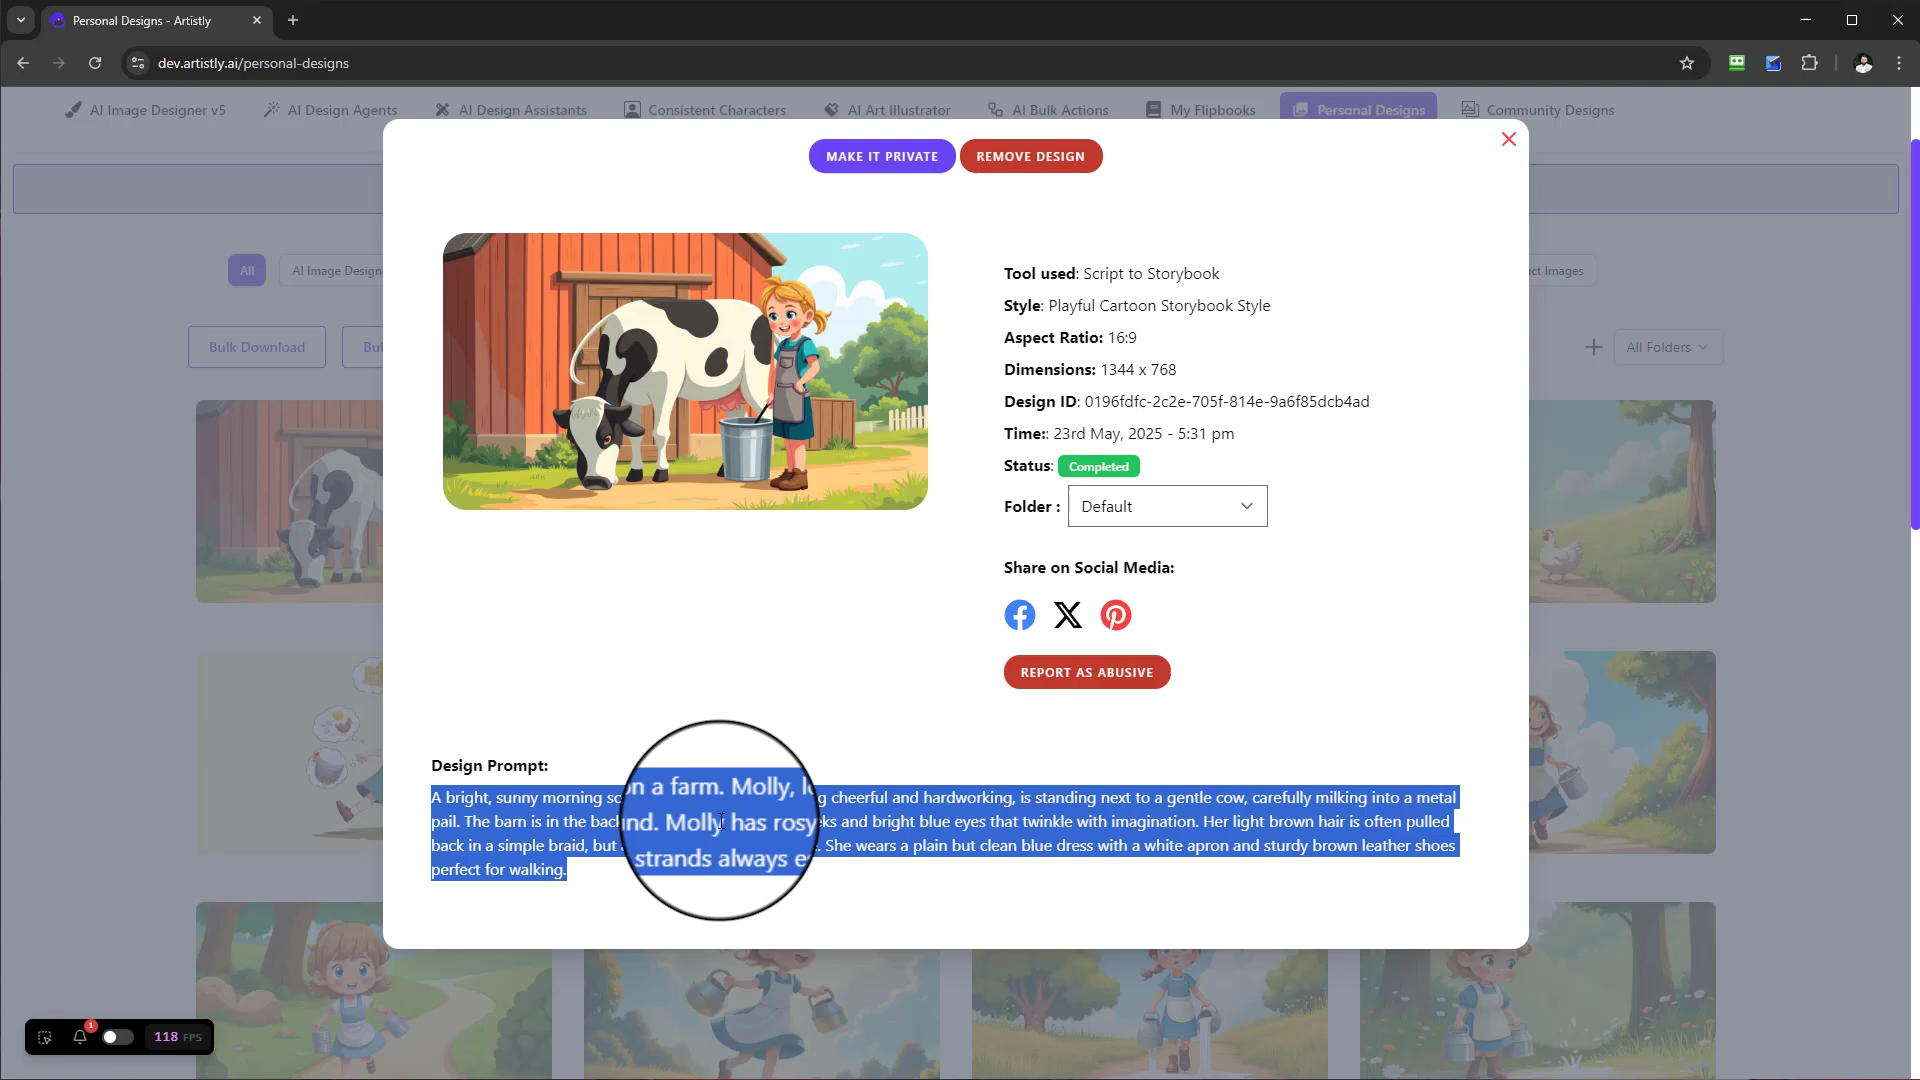 Personal Designs - Artistly
dev.artistly.ai/personal-designs
AI Image Designer v5
AI Design Agents
AI Design Assistants
Consistent Characters
AI Art Illustrator
AI Bulk Actions
My Flipbooks
Personal Designs
Community Designs
MAKE IT PRIVATE
REMOVE DESIGN
All
AI Image Design
Images
Bulk Download
All Folders
Tool used: Script to Storybook
Style: Playful Cartoon Storybook Style
Aspect Ratio: 16:9
Dimensions: 1344 x 768
Design ID: 0196fdfc-2c2e-705f-814e-9a6f85dcb4ad
Time:: 23rd May, 2025 - 5:31 pm
Status: Completed
Folder : Default
Share on Social Media:
REPORT AS ABUSIVE
Design Prompt:
A bright, sunny morning on a farm. Molly, cheerful and hardworking, is standing next to a gentle cow, carefully milking into a metal
pail. The barn is in the Molly has rosy and bright blue eyes that twinkle with imagination. Her light brown hair is often pulled
back in a simple braid, but strands always She wears a plain but clean blue dress with a white apron and sturdy brown leather shoes
perfect for walking.
1
118 FPS